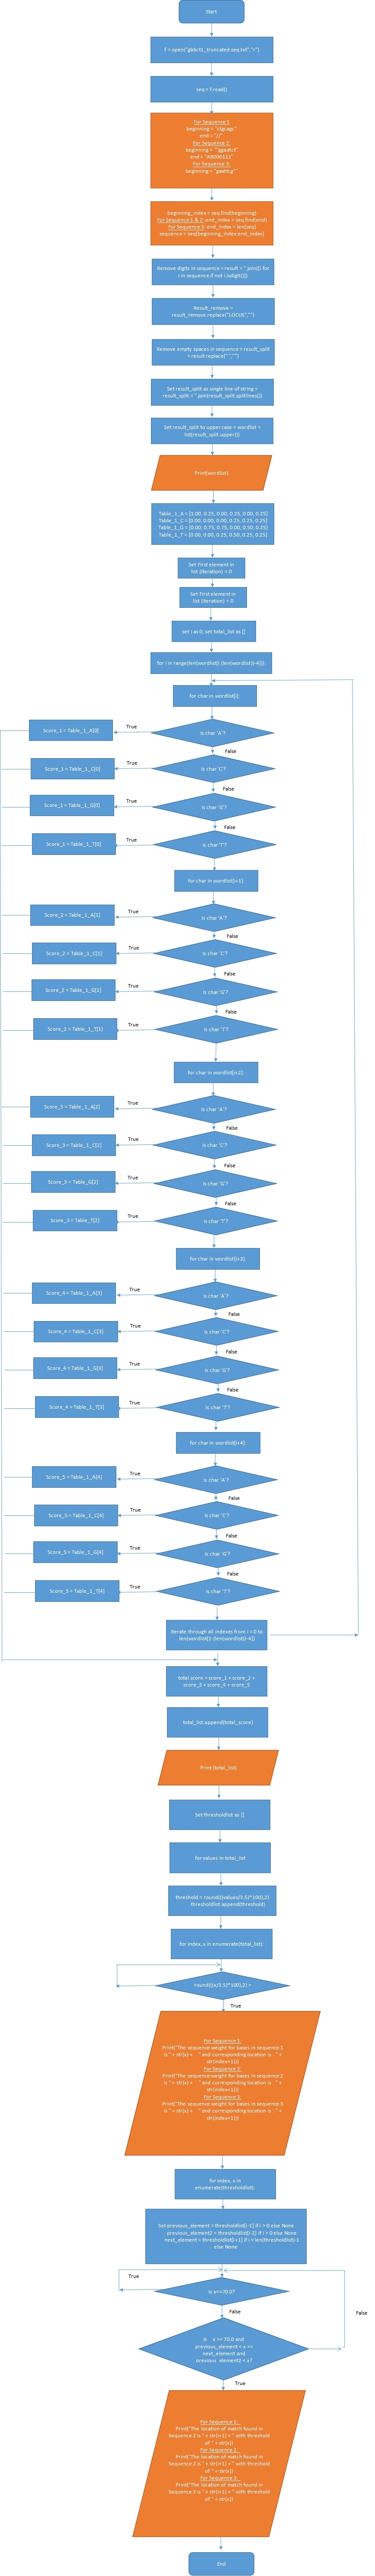 Start
f = open("gbbct1_truncated.seq.txt","r")
seq = f.read()
For Sequence 1
beginning = "ctgcagc"
end = "//"
For Sequence 2:
end = "AB000111"
For Sequence 3:
beginning = "gaattcg"
beginning_index = seq.find(beginning)
For Sequence 1 & 2: end_index = seq.find(end)
For Sequence 3: end_index = len(seq)
sequence = seq[beginning_index:end_index]
Remove digits in sequence = result = ''.join([i for
i in sequence if not i.isdigit()])
Result_remove =
result_remove.replace("LOCUS","")
Remove empty spaces in sequence = result_split
= result.replace(" ","")
Set result_split as single line of string =
result_split = ''.join(result_split.splitlines())
Set result_split to upper case = wordlist =
list(result_split.upper())
Print(wordlist)
Table_1_A = [1.00, 0.25, 0.00, 0.25, 0.00, 0.25]
Table_1_C = [0.00, 0.00, 0.00, 0.25, 0.25, 0.25]
Table_1_G = [0.00, 0.75, 0.75, 0.00, 0.50, 0.25]
Table_1_T = [0.00, 0.00, 0.25, 0.50, 0.25, 0.25]
Set First element in
list (iteration) = 0
Set First element in
list (iteration) = 0
set i as 0, set total_list as []
for i in range(len(wordlist[:(len(wordlist)-4)])):
for char in wordlist[i]:
True
Score_1 = Table_1_A[0]
Is char 'A'?
False
True
Score_1 = Table_1_C[0]
Is char 'C'?
False
True
Score_1 = Table_1_G[0]
Is char 'G'?
False
True
Score_1 = Table_1_T[0]
Is char 'T'?
for char in wordlist[i+1]:
True
Score_2 = Table_1_A[1]
Is char 'A'?
False
True
Score_2 = Table_1_C[1]
Is char 'C'?
False
True
Score_2 = Table_1_G[1]
Is char 'G'?
False
True
Score_2 = Table_1_T[1]
Is char 'T'?
for char in wordlist[i+2]:
True
Score_3 = Table_1_A[2]
Is char 'A'?
False
True
Score_3 = Table_1_C[2]
Is char 'C'?
False
True
Score_3 = Table_G[2]
Is char 'G'?
False
True
Score_3 = Table_T[2]
Is char 'T'?
for char in wordlist[i+3]:
True
Score_4 = Table_1_A[3]
Is char 'A'?
False
True
Score_4 = Table_1_C[3]
Is char 'C'?
False
True
Score_4 = Table_1_G[3]
Is char 'G'?
False
True
Score_4 = Table_1_T[3]
Is char 'T'?
for char in wordlist[i+4]:
True
Score_5 = Table_1_A[4]
Is char 'A'?
False
True
Score_5 = Table_1_C[4]
Is char 'C'?
False
True
Score_5 = Table_1_G[4]
Is char 'G'?
False
True
Score_5 = Table_1_T[4]
Is char 'T'?
Iterate through all indexes from i = 0 to
len(wordlist[1:(len(wordlist))-4])
total score = score_1 + score_2 +
score_3 + score_4 + score_5
total_list.append(total_score)
Print (total_list)
Set thresholdlist as []
for values in total_list
threshold = round(((values/3.5)*100),2)
thresholdlist.append(threshold)
for index, x in enumerate(total_list):
round((x/3.5)*100),2) =
True
For Sequence 1:
Print("The sequence weight for bases in sequence 1
is " + str(x) + " and corresponding location is : " +
str(index+1)))
For Sequence 2:
Print("The sequence weight for bases in sequence 2
is " + str(x) + " and corresponding location is : " +
str(index+1)))
For Sequence 3:
Print("The sequence weight for bases in sequence 3
is " + str(x) + " and corresponding location is : " +
str(index+1)))
for index, x in
enumerate(thresholdlist):
Set previous_element = thresholdlist[i-1] if i > 0 else None
previous_element2 = thresholdlist[i-2] if i > 0 else None
next_element = thresholdlist[i+1] if i = len(thresholdlist)-1
else None
True
Is x<=70.0?
False
False
Is x >= 70.0 and
previous_element < x >=
next_element and
previous element2 < x?
True
For Sequence 1:
Print("The location of match found in
Sequence 2 is " + str(i+1) + " with threshold
of " + str(x))
For Sequence 2:
Print("The location of match found in
Sequence 2 is " + str(i+1) + " with threshold
of " + str(x))
For Sequence 3:
Print("The location of match found in
Sequence 3 is " + str(i+1) + " with threshold
of " + str(x))
End